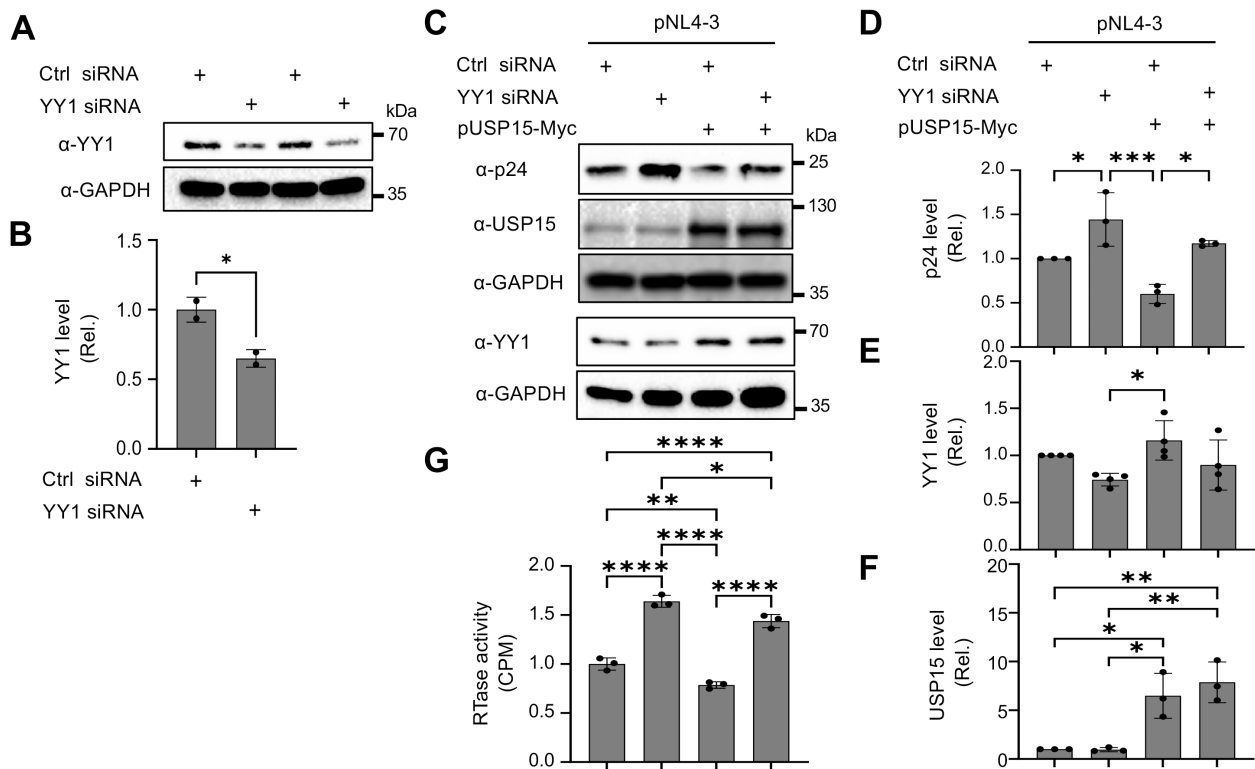 A
Ctrl siRNA + +
YY1 siRNA + +
kDa
α-YY1 70
α-GAPDH 35
B
YY1 level
(Rel.)
1.5
1.0
0.5
0.0
*
Ctrl siRNA +
YY1 siRNA +
C
pNL4-3
Ctrl siRNA + +
YY1 siRNA + +
pUSP15-Myc + +
kDa
α-p24 25
α-USP15 130
α-GAPDH 35
α-YY1 70
α-GAPDH 35
D
pNL4-3
Ctrl siRNA + +
YY1 siRNA + +
pUSP15-Myc + +
* *** *
p24 level
(Rel.)
2.0
1.5
1.0
0.5
0.0
E
YY1 level
(Rel.)
2.0
1.5
1.0
0.5
0.0
*
F
USP15 level
(Rel.)
20
15
10
5
0
**
**
*
*
G
RTase activity
(CPM)
2.0
1.5
1.0
0.5
0.0
****
*
**
****
**** ****